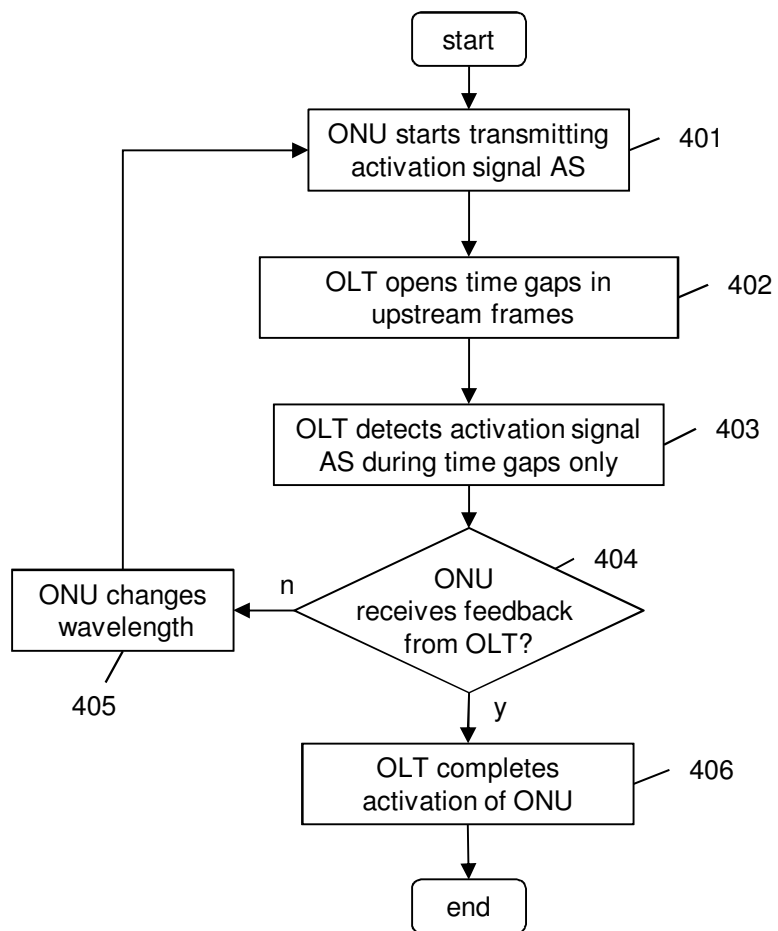 start
ONU starts transmitting
activation signal AS
401
OLT opens time gaps in
upstream frames
402
OLT detects activation signal
AS during time gaps only
403
404
ONU
receives feedback
from OLT?
n
ONU changes
wavelength
405
y
OLT completes
activation of ONU
406
end